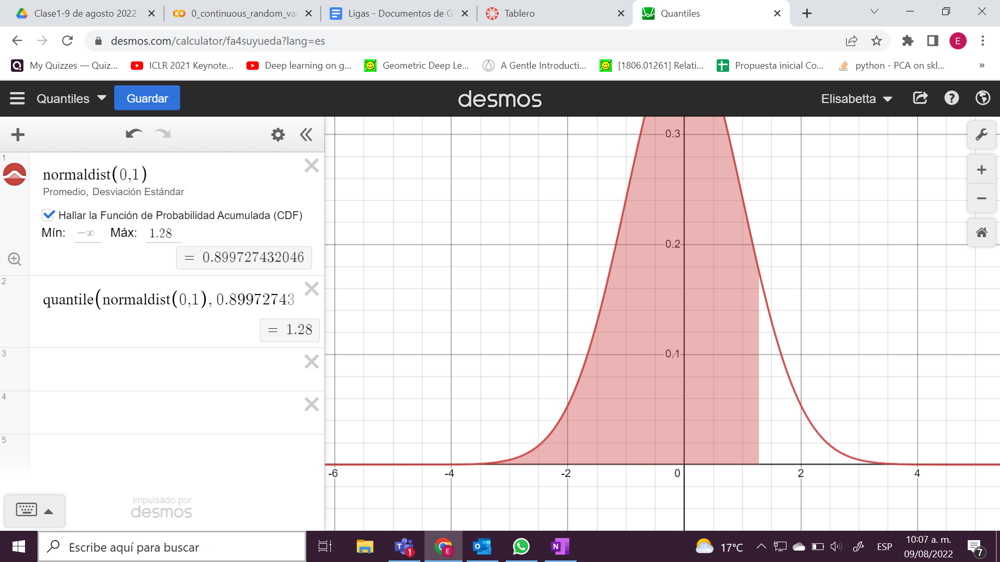 Clase1-9 de agosto 2022
0_continuous_random_var
Ligas - Documentos de G
Tablero
Quantiles
desmos.com/calculator/fa4suyueda?lang=es
E
My Quizzes — Quiz...
ICLR 2021 Keynote...
Deep learning on g...
Geometric Deep Le...
A Gentle Introducti...
[1806.01261] Relati...
Propuesta inicial Co...
python - PCA on skl...
»
Quantiles
Guardar
desmos
Elisabetta
1
normaldist(0,1)
Promedio, Desviación Estándar
Hallar la Función de Probabilidad Acumulada (CDF)
Mín: −∞ Máx: 1.28
= 0.899727432046
2
quantile(normaldist(0,1), 0.89972743
= 1.28
3
4
5
impulsado por
desmos
0.3
0.2
0.1
-6 -4 -2 0 2 4
Escribe aquí para buscar
T 1
E
O
N
17°C
ESP
10:07 a. m.
09/08/2022
7